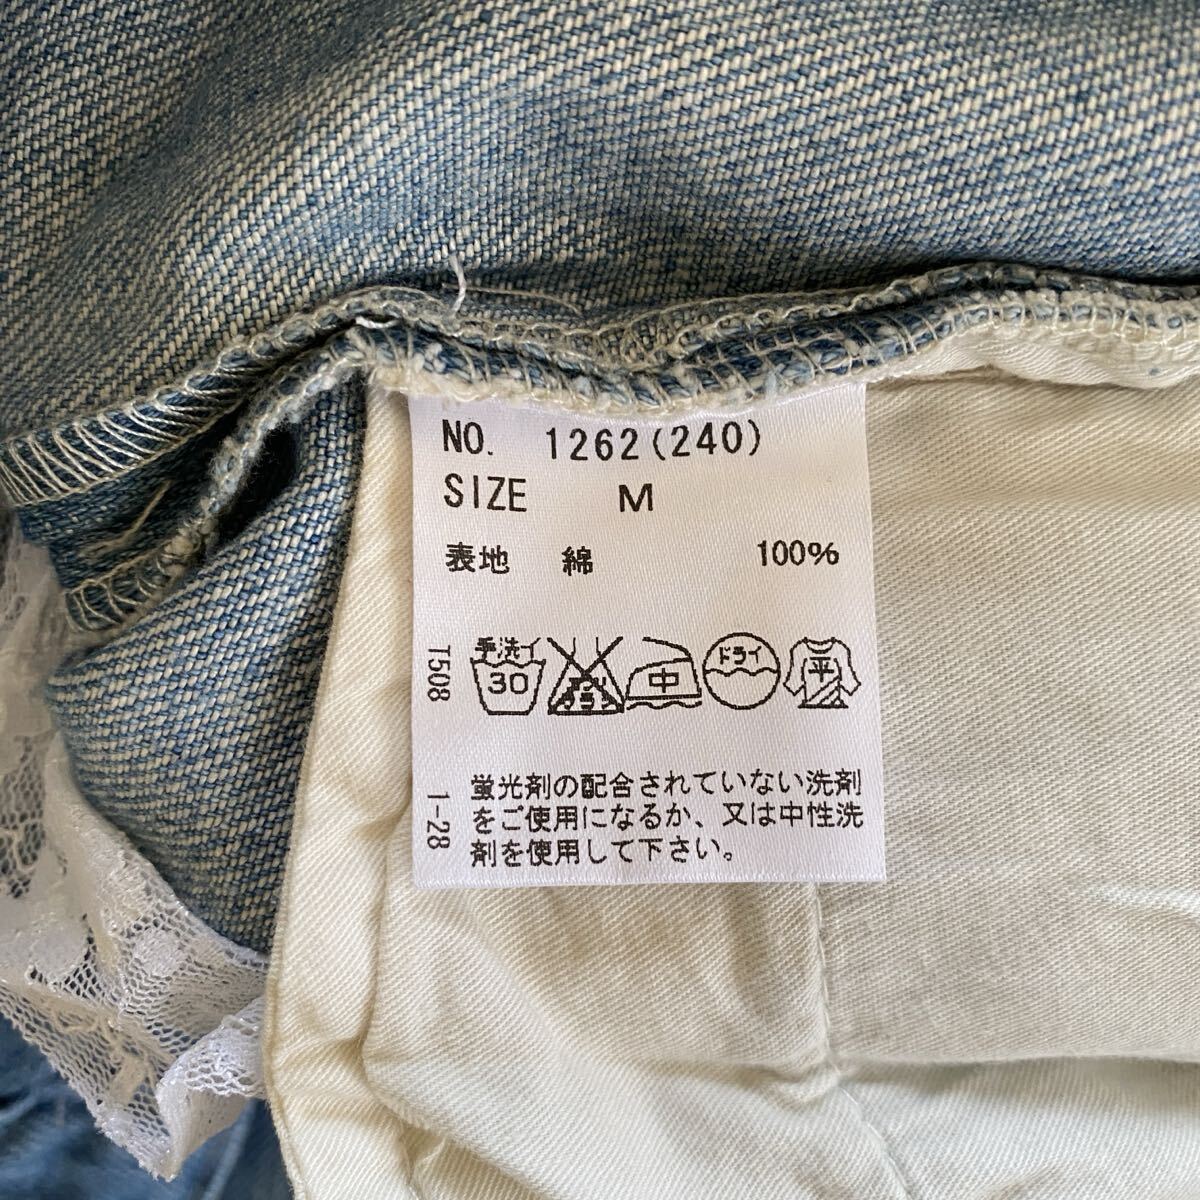 NO. 1262(240)
SIZE M
表地 綿 100%
手洗イ
30
中
ドライ
平
T508
1-28
蛍光剤の配合されていない洗剤
をご使用になるか、又は中性洗
剤を使用して下さい。